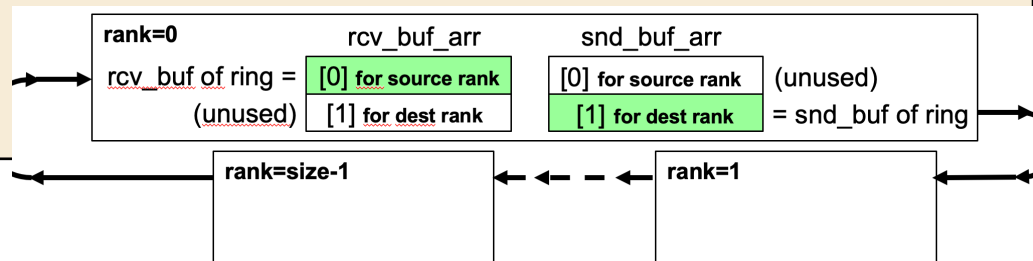 rank=0
rcv_buf_arr snd_buf_arr
rcv_buf of ring = [0] for source rank [0] for source rank (unused)
(unused) [1] for dest rank [1] for dest rank = snd_buf of ring
rank=size-1 rank=1